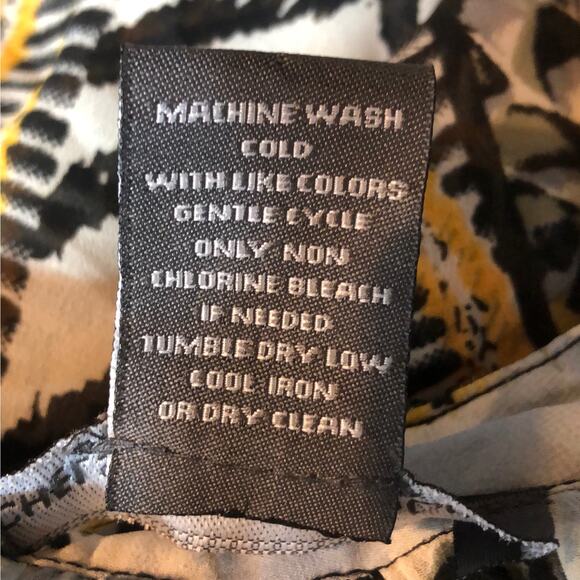 MACHINE WASH
COLD
WITH LIKE COLORS
GENTLE CYCLE
ONLY NON
CHLORINE BLEACH
IF NEEDED
TUMBLE DRY LOW
COOL IRON
OR DRY CLEAN